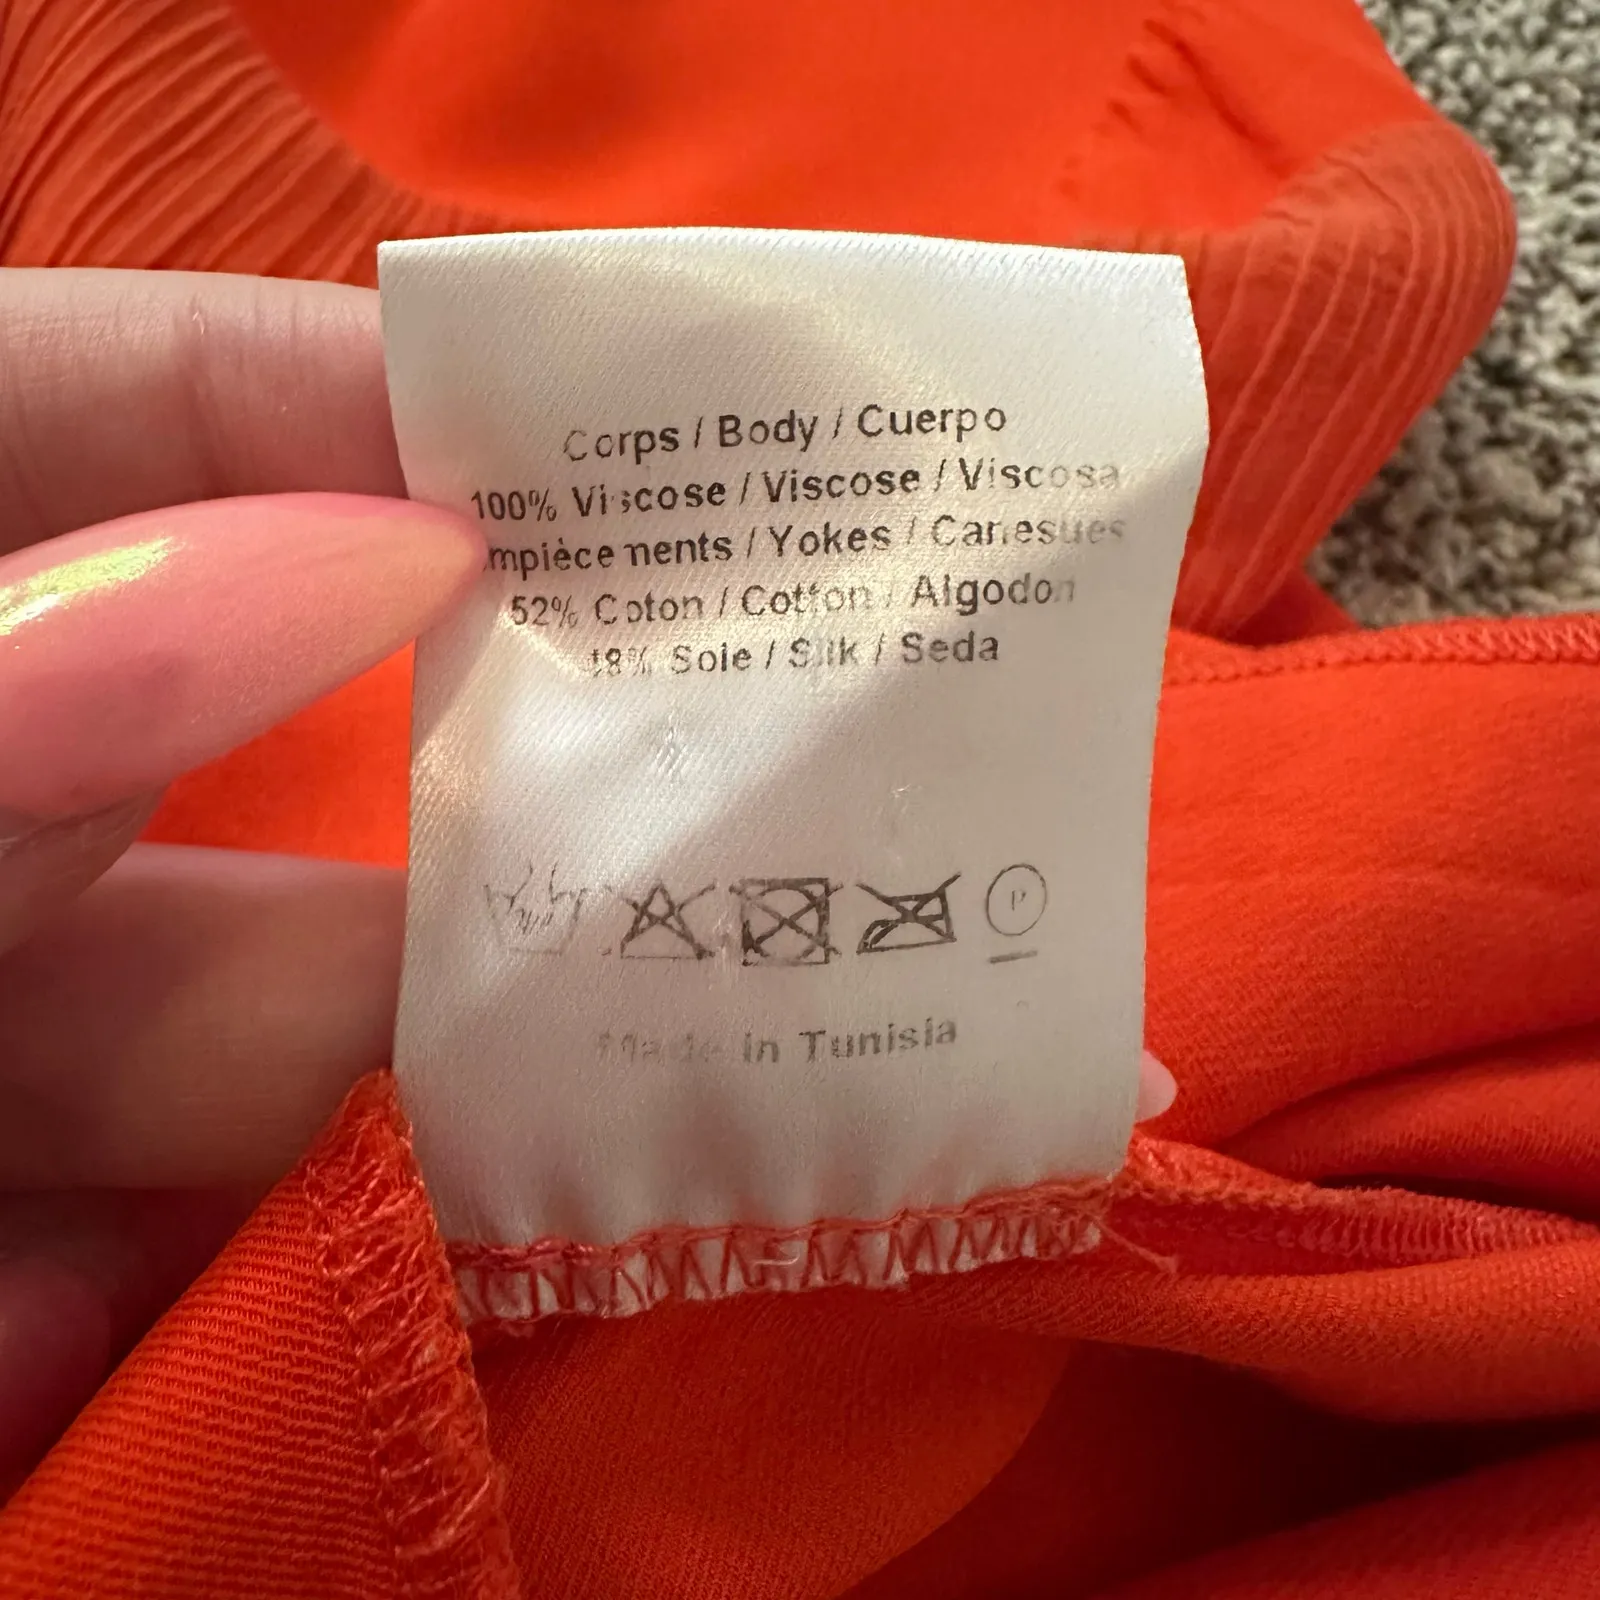 Corps / Body / Cuerpo
100% Viscose / Viscose / Viscosa
mpiècements / Yokes / Canesues
52% Coton / Cotton / Algodon
48% Soie / Silk / Seda
P
Made in Tunisia